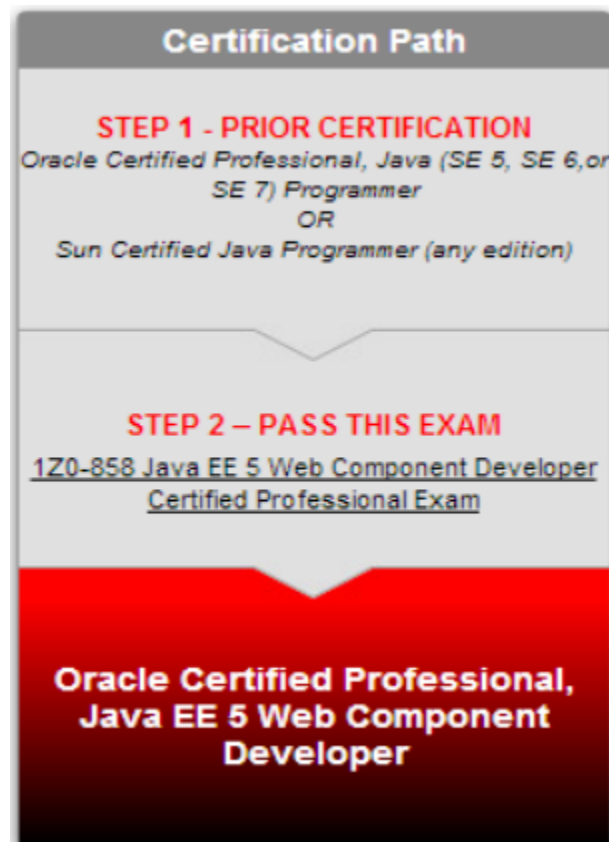 Certification Path
STEP 1 - PRIOR CERTIFICATION
Oracle Certified Professional, Java (SE 5, SE 6,or
SE 7) Programmer
OR
Sun Certified Java Programmer (any edition)
STEP 2 – PASS THIS EXAM
1Z0-858 Java EE 5 Web Component Developer
Certified Professional Exam
Oracle Certified Professional,
Java EE 5 Web Component
Developer